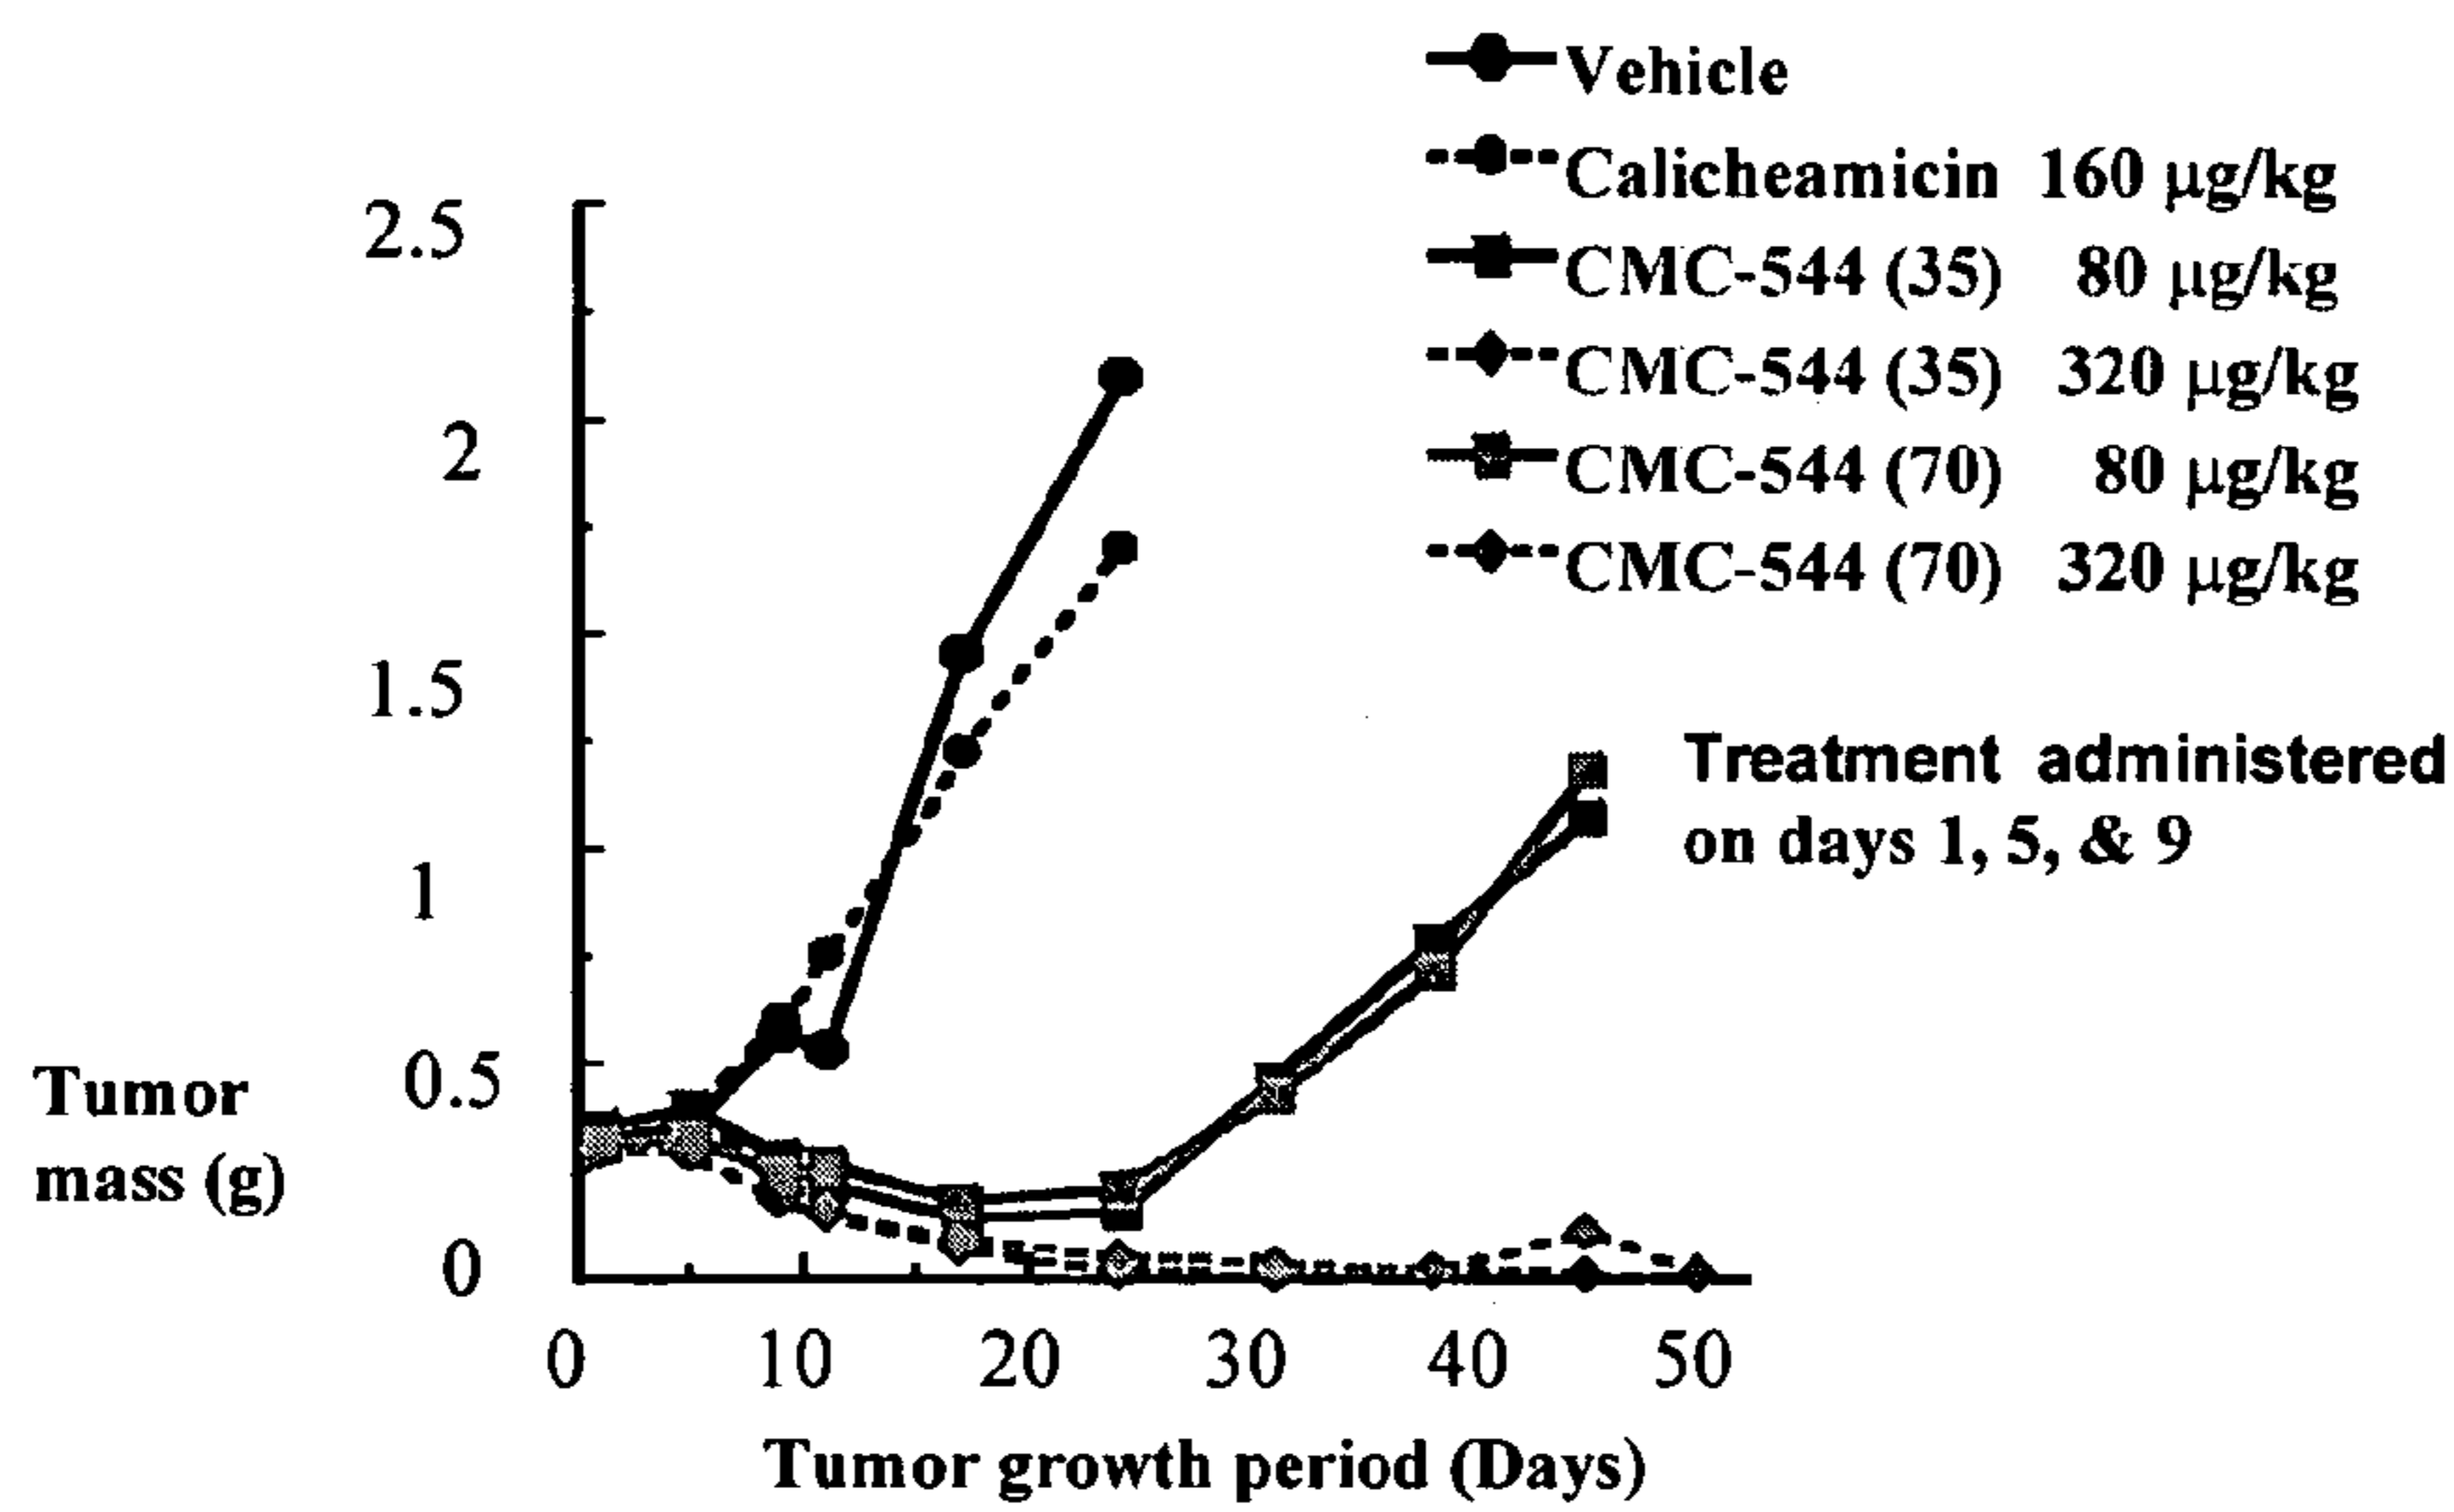 Vehicle
Calicheamicin 160 μg/kg
CMC-544 (35) 80 μg/kg
CMC-544 (35) 320 μg/kg
CMC-544 (70) 80 μg/kg
CMC-544 (70) 320 μg/kg
2.5
2
1.5
1
0.5
0
Treatment administered
on days 1, 5, & 9
Tumor
mass (g)
0 10 20 30 40 50
Tumor growth period (Days)